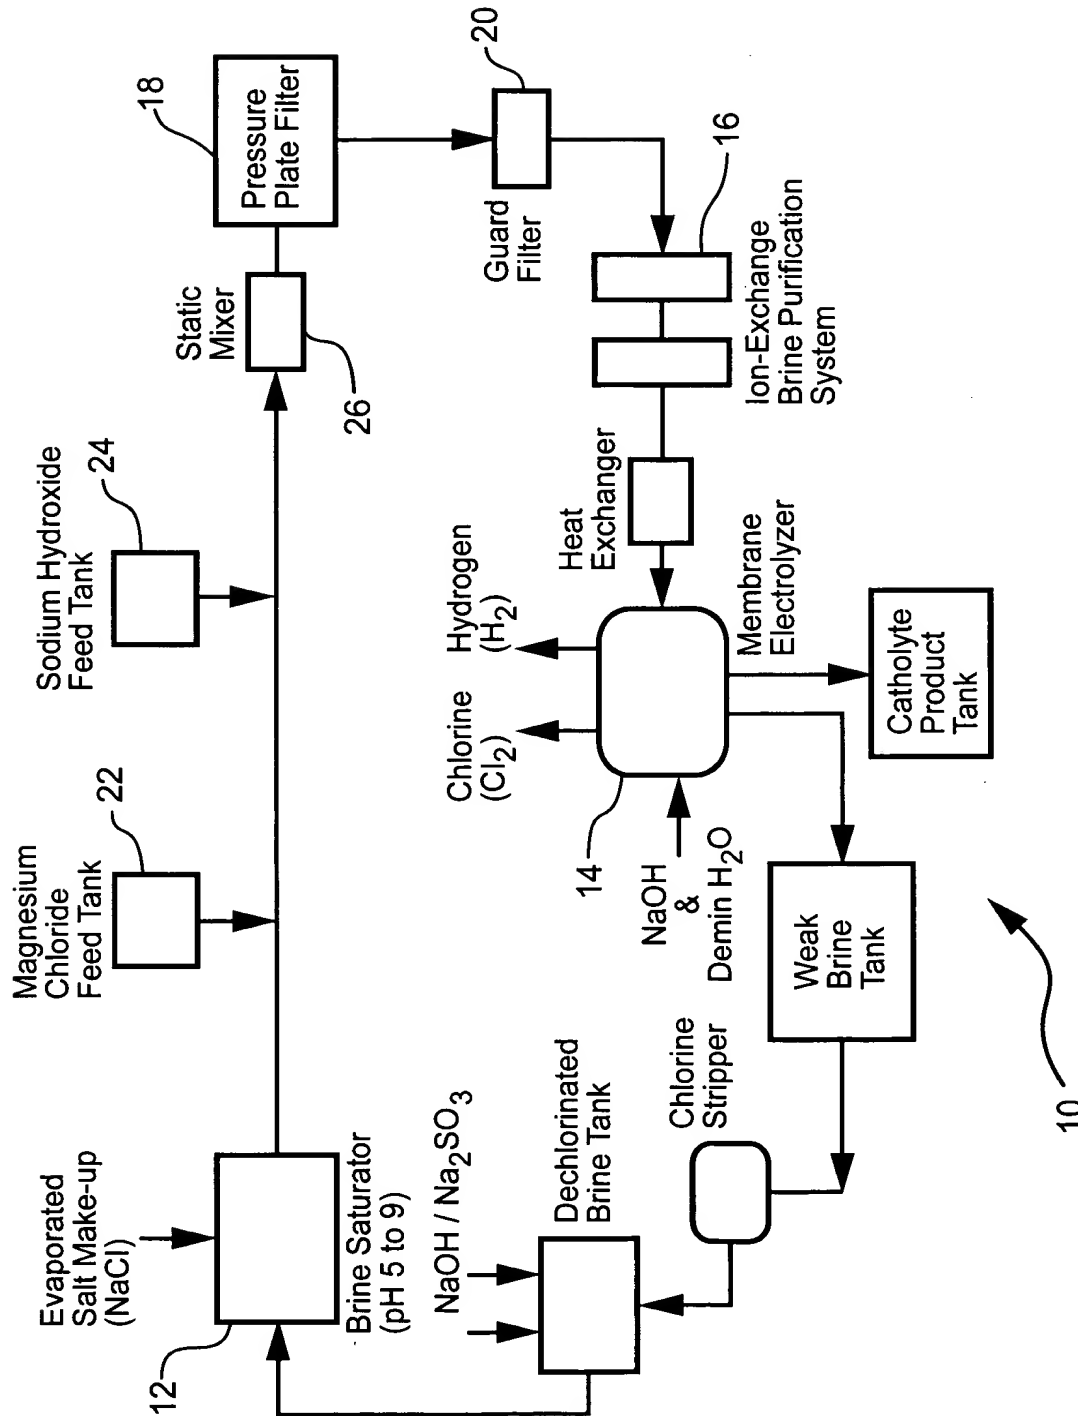 Evaporated
Salt Make-up
(NaCl)
12
Brine Saturator
(pH 5 to 9)
Magnesium
Chloride
Feed Tank
22
Sodium Hydroxide
Feed Tank
24
Static
Mixer
26
18
Pressure
Plate Filter
20
Guard
Filter
16
Ion-Exchange
Brine Purification
System
Heat
Exchanger
Hydrogen
(H₂)
Chlorine
(Cl₂)
14
Membrane
Electrolyzer
NaOH
&
Demin H₂O
Catholyte
Product
Tank
Weak
Brine
Tank
Chlorine
Stripper
Dechlorinated
Brine Tank
NaOH / Na₂SO₃
10